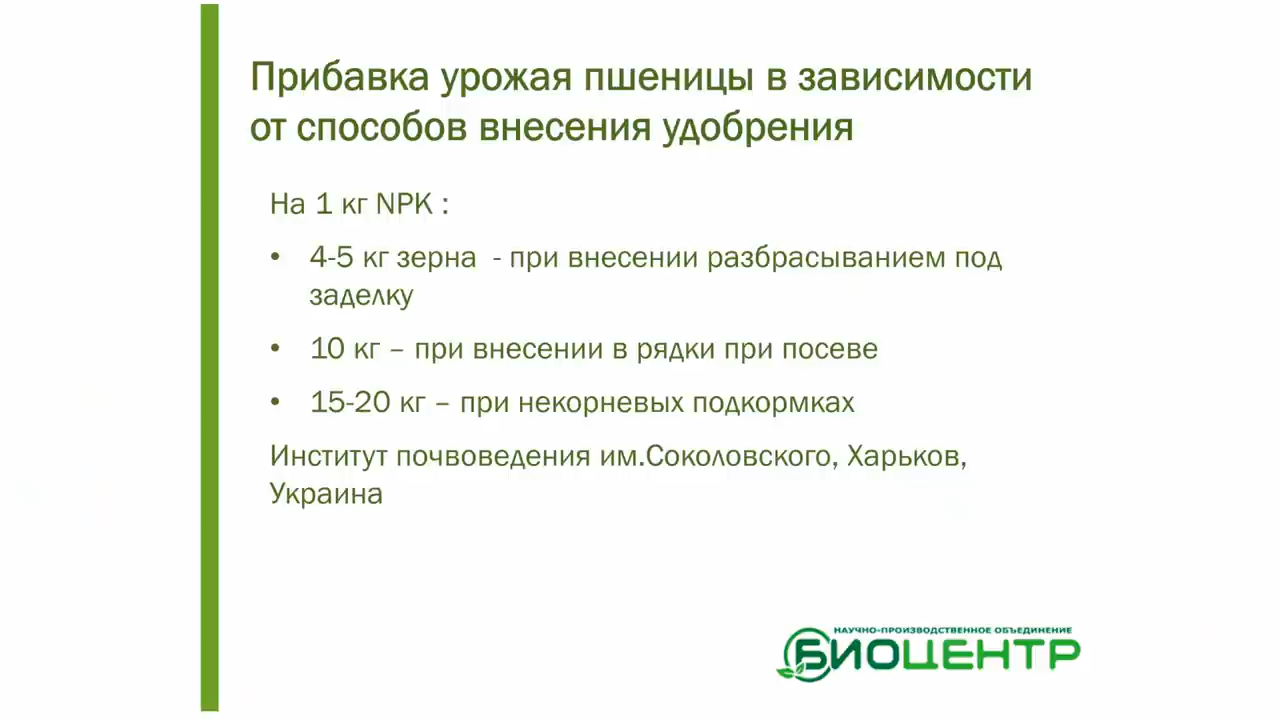 Прибавка урожая пшеницы в зависимости
от способов внесения удобрения
На 1 кг NPK :
• 4-5 кг зерна - при внесении разбрасыванием под
заделку
• 10 кг – при внесении в рядки при посеве
• 15-20 кг – при некорневых подкормках
Институт почвоведения им.Соколовского, Харьков,
Украина
НАУЧНО-ПРОИЗВОДСТВЕННОЕ ОБЪЕДИНЕНИЕ
БИОЦЕНТР